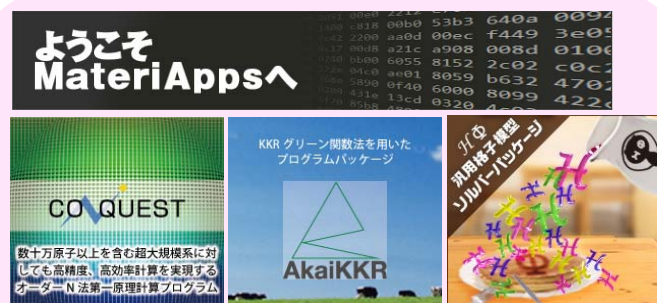 ようこそ
MateriAppsへ
CONQUEST
数十万原子以上を含む超大規模系に対
しても高精度、高効率計算を実現する
オーダー N 法第一原理計算プログラム
KKR グリーン関数法を用いた
プログラムパッケージ
AkaiKKR
HΦ
汎用格子模型
ソルバーパッケージ